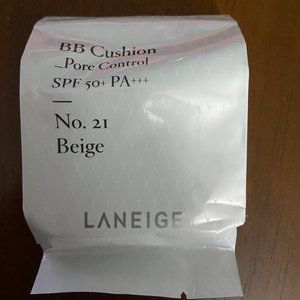 BB Cushion
_Pore Control
SPF 50+ PA+++
—
No. 21
Beige
LANEIGE